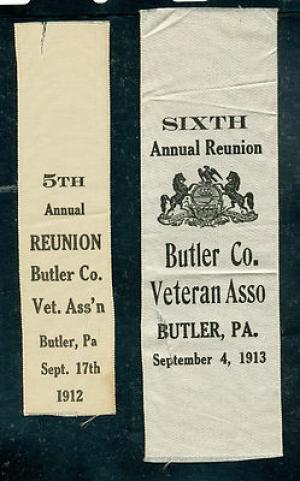 5TH
Annual
REUNION
Butler Co.
Vet. Ass'n
Butler, Pa
Sept. 17th
1912
SIXTH
Annual Reunion
Butler Co.
Veteran Asso
BUTLER, PA.
September 4, 1913